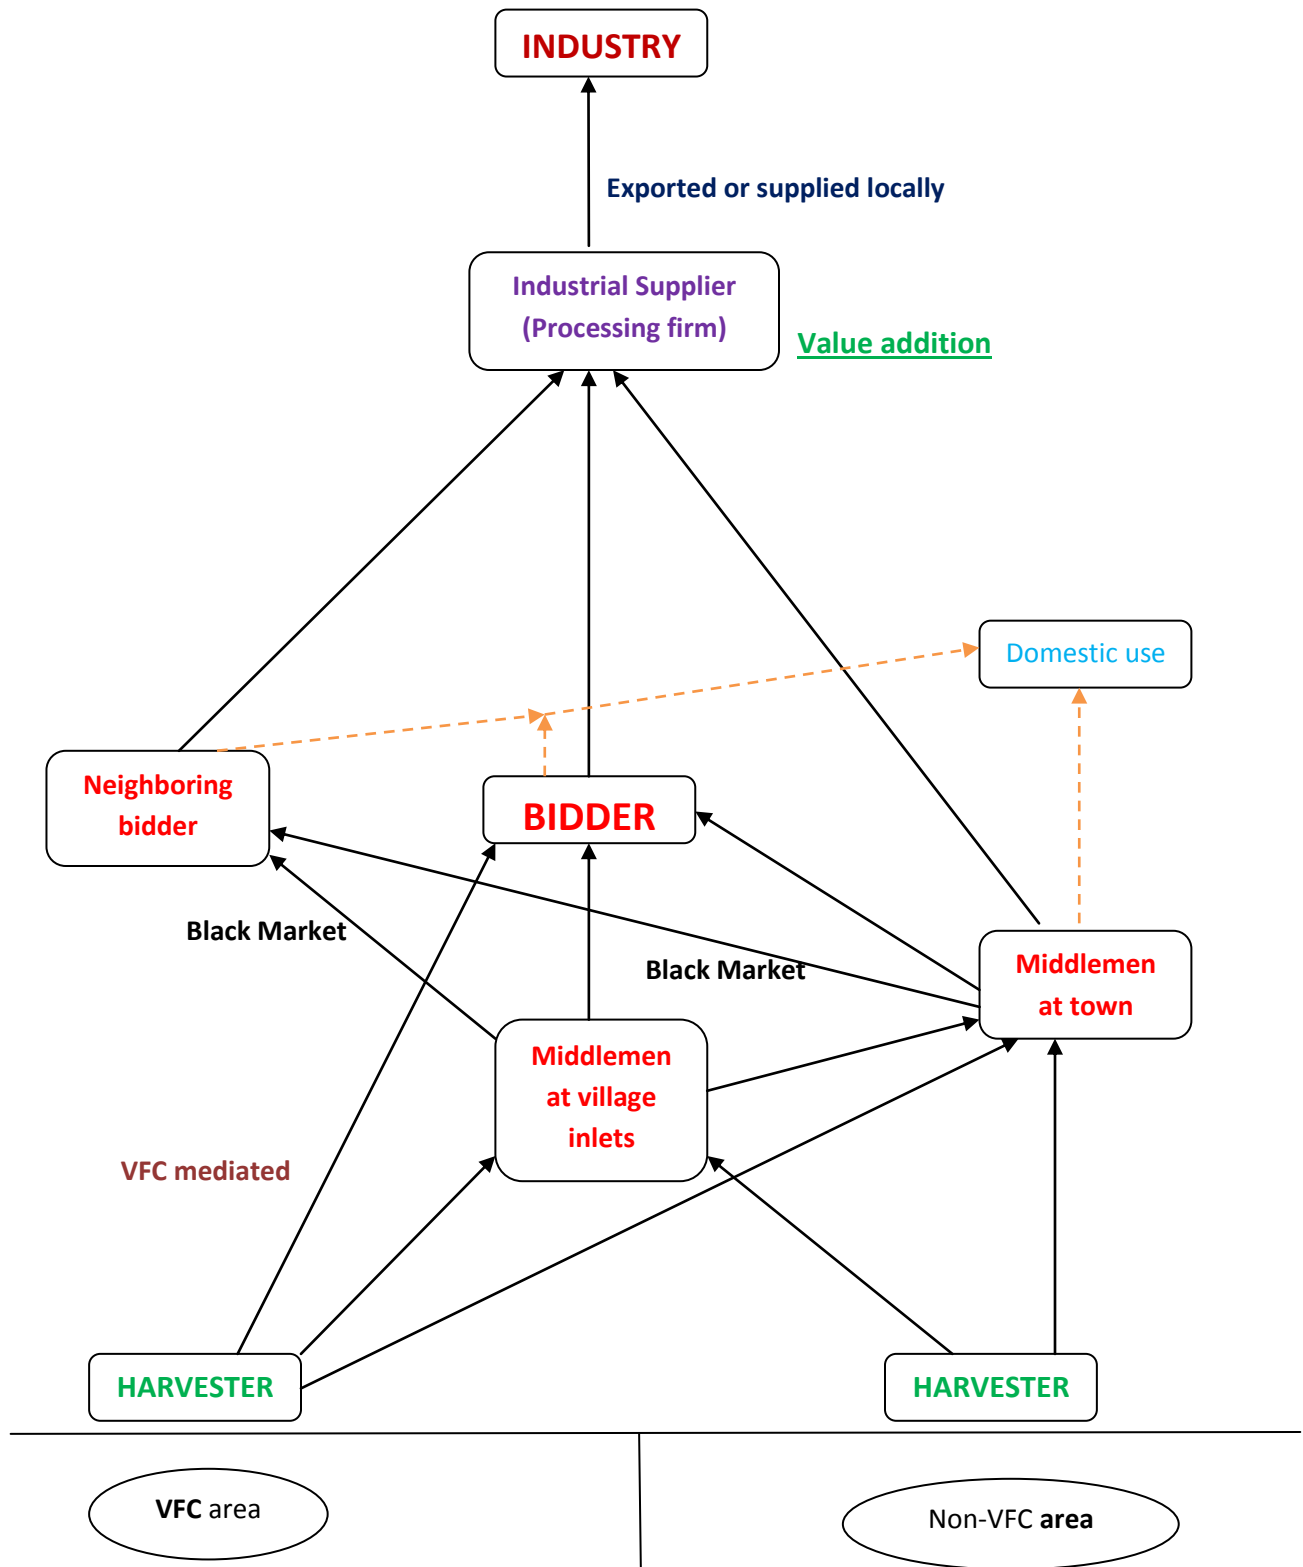 INDUSTRY
Exported or supplied locally
Industrial Supplier
(Processing firm)
Value addition
Domestic use
Neighboring
bidder
BIDDER
Black Market
Black Market
Middlemen
at town
Middlemen
at village
inlets
VFC mediated
HARVESTER
HARVESTER
VFC area
Non-VFC area